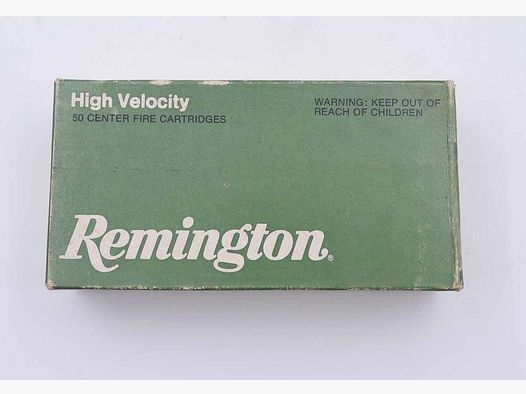 High Velocity
50 CENTER FIRE CARTRIDGES
WARNING: KEEP OUT OF
REACH OF CHILDREN
Remington®